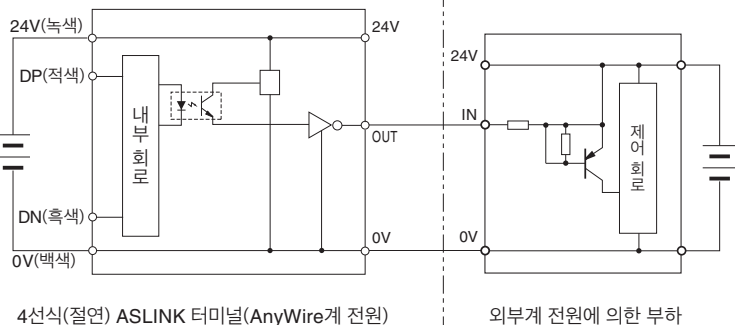 24V(녹색)
24V
DP(적색)
내부 회로
OUT
DN(흑색)
0V
0V(백색)
24V
IN
제어 회로
0V
4선식(절연) ASLINK 터미널(AnyWire계 전원)
외부계 전원에 의한 부하